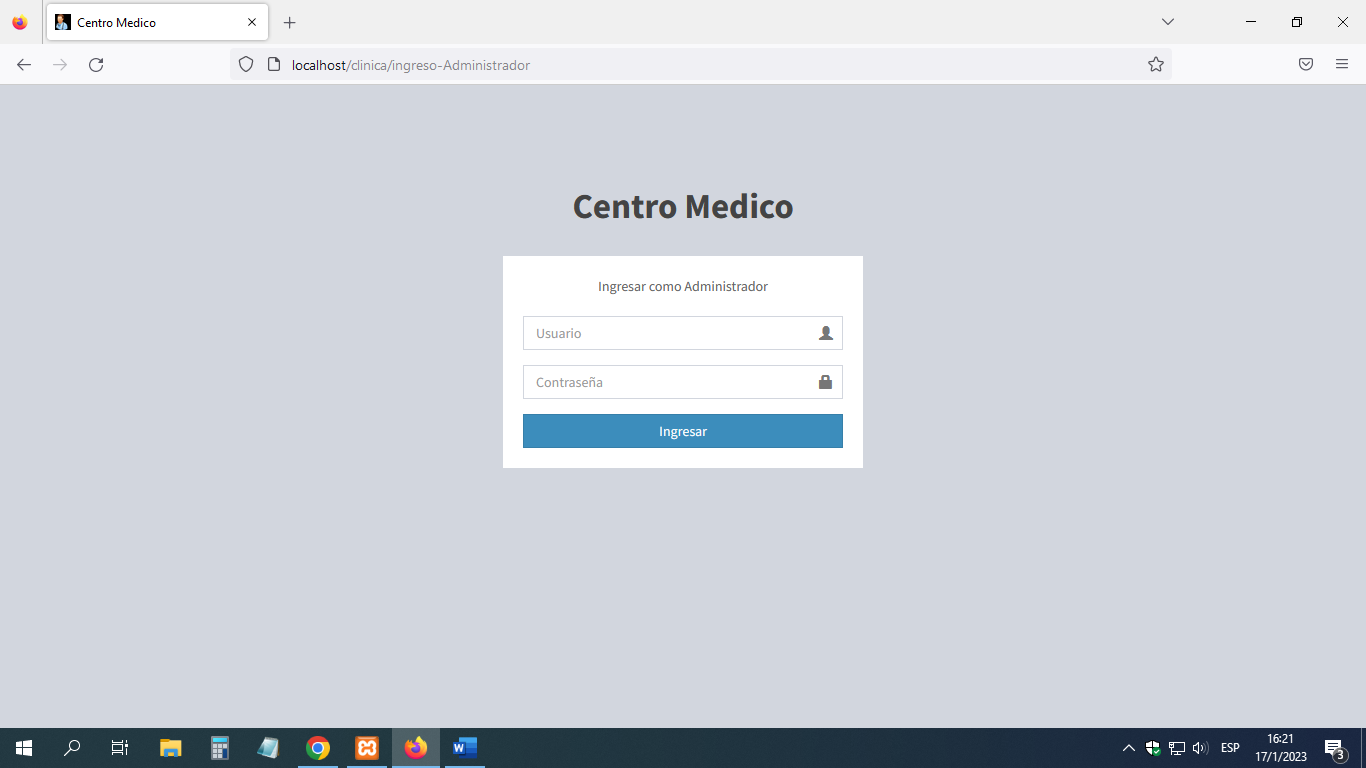 Centro Medico
localhost/clinica/ingreso-Administrador
Centro Medico
Ingresar como Administrador
Usuario
Contraseña
Ingresar
ESP
16:21
17/1/2023
3